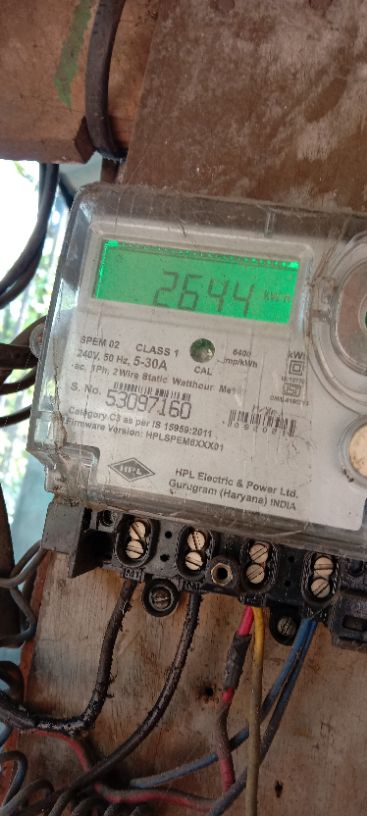 2644 kWh
SPEM 02 CLASS 1
CAL
6400 imp/kWh
kWh
240V, 50 Hz, 5-30A
ac, 1Ph, 2Wire Static Watthour
S. No. 53097160
Category C3 as per IS 15959:2011
Firmware Version: HPLSPEM6XXX01
HPL
HPL Electric & Power Ltd.
Gurugram (Haryana) INDIA